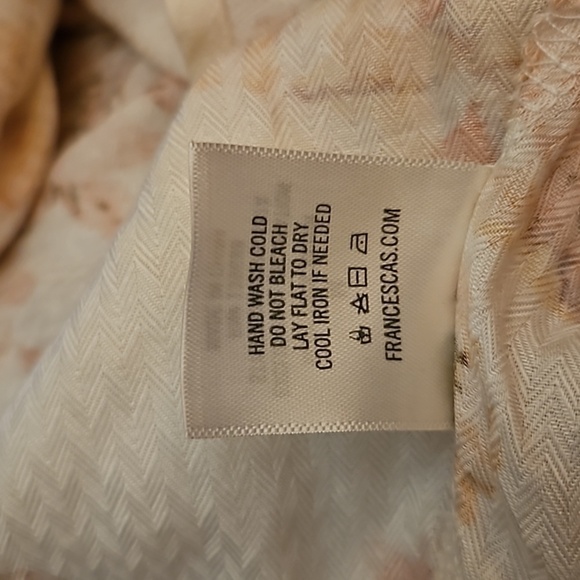 HAND WASH COLD
DO NOT BLEACH
LAY FLAT TO DRY
COOL IRON IF NEEDED
FRANCESCAS.COM